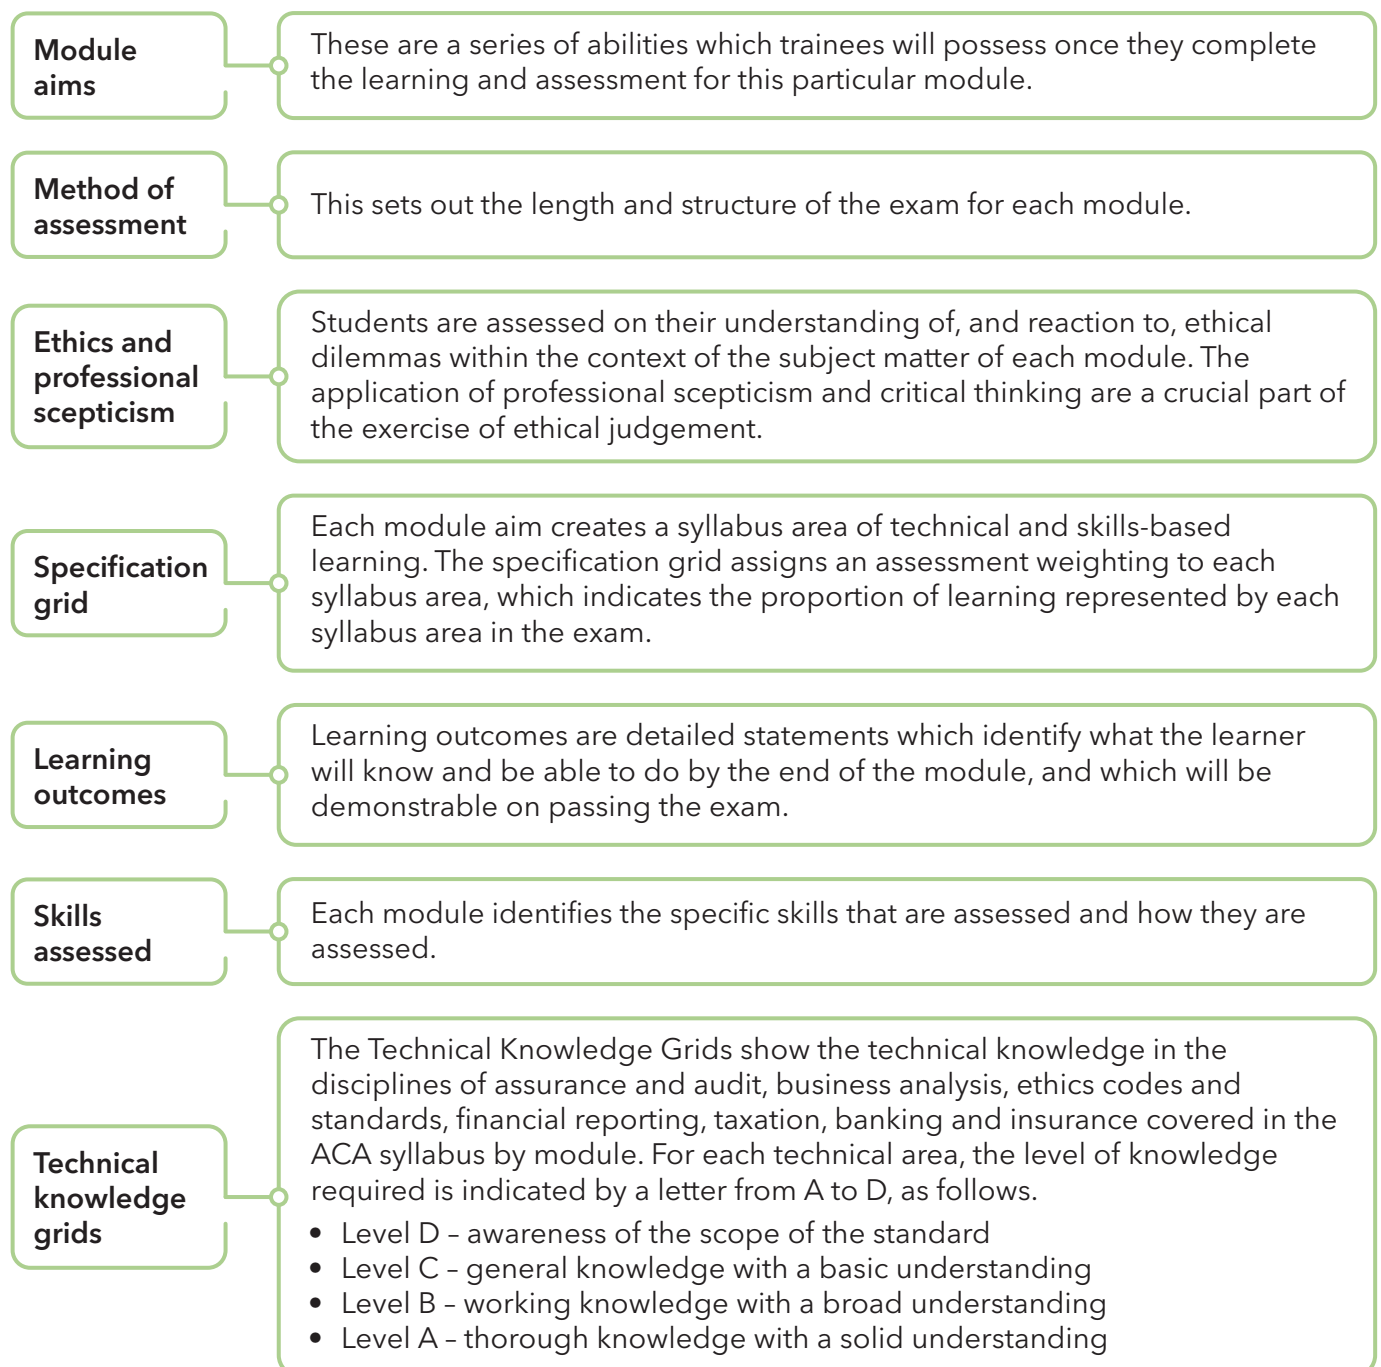 Module
aims
These are a series of abilities which trainees will possess once they complete
the learning and assessment for this particular module.
Method of
assessment
This sets out the length and structure of the exam for each module.
Ethics and
professional
scepticism
Students are assessed on their understanding of, and reaction to, ethical
dilemmas within the context of the subject matter of each module. The
application of professional scepticism and critical thinking are a crucial part of
the exercise of ethical judgement.
Specification
grid
Each module aim creates a syllabus area of technical and skills-based
learning. The specification grid assigns an assessment weighting to each
syllabus area, which indicates the proportion of learning represented by each
syllabus area in the exam.
Learning
outcomes
Learning outcomes are detailed statements which identify what the learner
will know and be able to do by the end of the module, and which will be
demonstrable on passing the exam.
Skills
assessed
Each module identifies the specific skills that are assessed and how they are
assessed.
Technical
knowledge
grids
The Technical Knowledge Grids show the technical knowledge in the
disciplines of assurance and audit, business analysis, ethics codes and
standards, financial reporting, taxation, banking and insurance covered in the
ACA syllabus by module. For each technical area, the level of knowledge
required is indicated by a letter from A to D, as follows.
• Level D – awareness of the scope of the standard
• Level C – general knowledge with a basic understanding
• Level B – working knowledge with a broad understanding
• Level A – thorough knowledge with a solid understanding